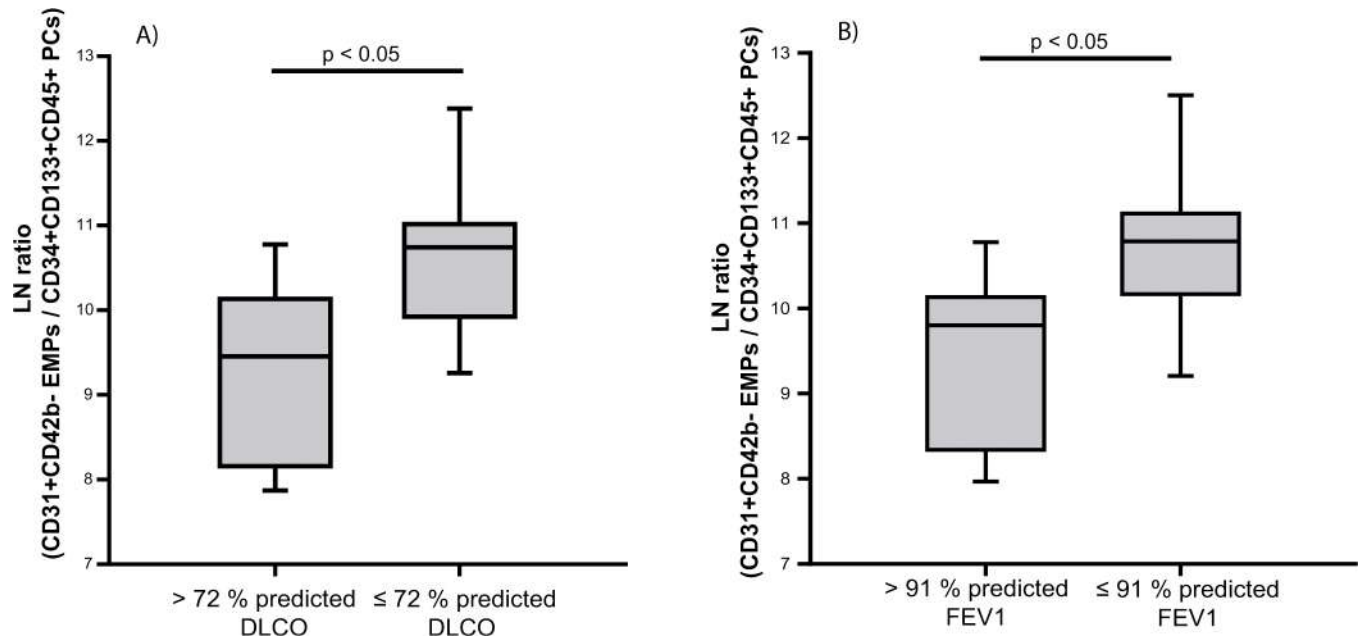 A)
p < 0.05
LN ratio
(CD31+CD42b- EMPs / CD34+CD133+CD45+ PCs)
13
12
11
10
9
8
7
> 72 % predicted
DLCO
≤ 72 % predicted
DLCO
B)
p < 0.05
LN ratio
(CD31+CD42b- EMPs / CD34+CD133+CD45+ PCs)
13
12
11
10
9
8
7
> 91 % predicted
FEV1
≤ 91 % predicted
FEV1